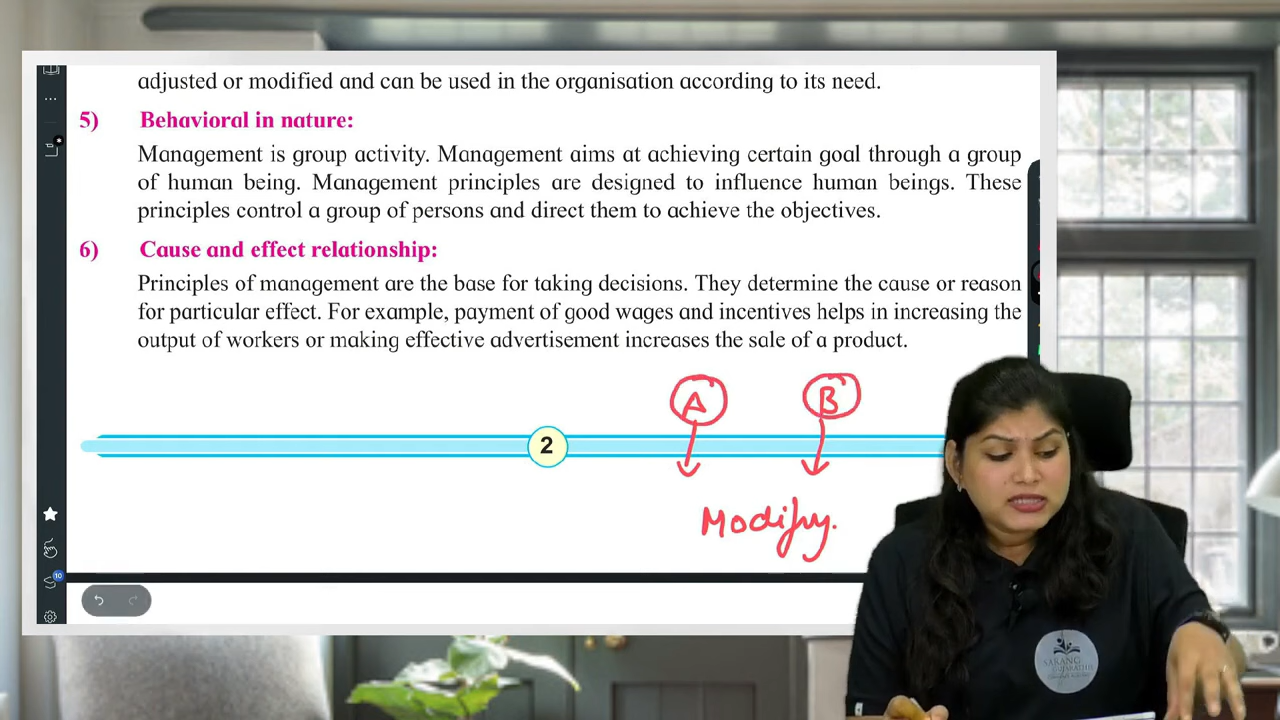 adjusted or modified and can be used in the organisation according to its need.
5) Behavioral in nature:
Management is group activity. Management aims at achieving certain goal through a group
of human being. Management principles are designed to influence human beings. These
principles control a group of persons and direct them to achieve the objectives.
6) Cause and effect relationship:
Principles of management are the base for taking decisions. They determine the cause or reason
for particular effect. For example, payment of good wages and incentives helps in increasing the
output of workers or making effective advertisement increases the sale of a product.
A B
2
Modify.
10
SARANG